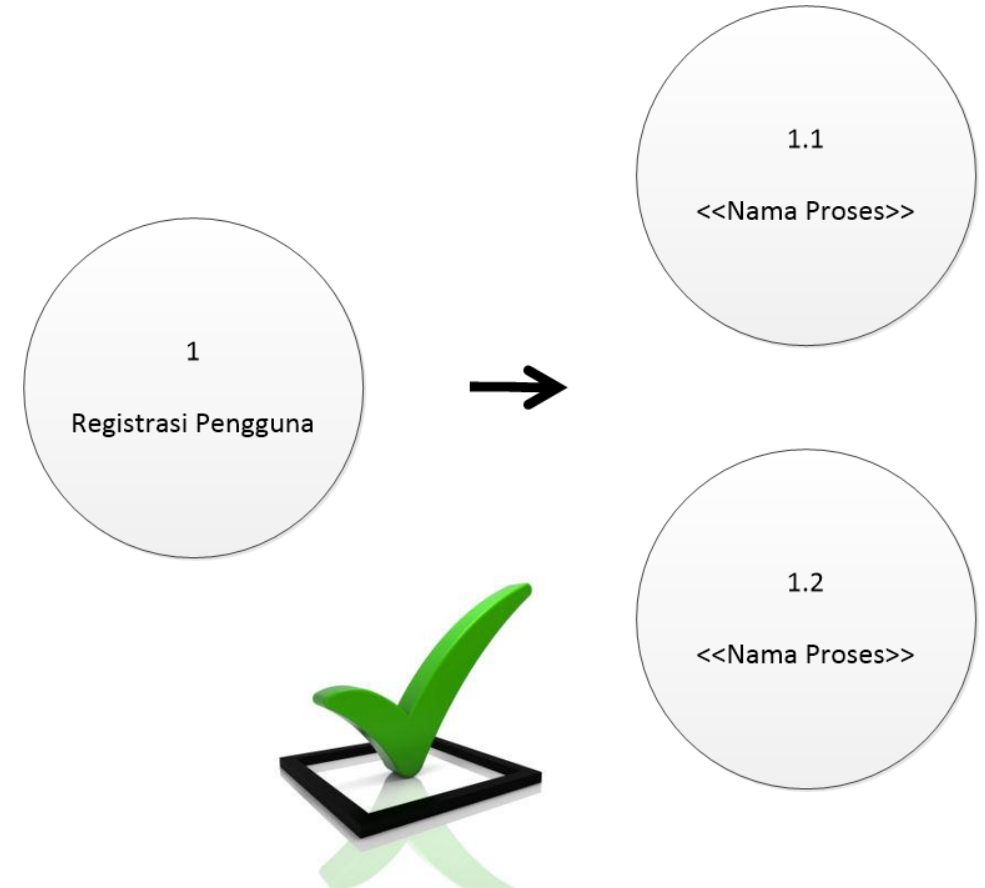 1
Registrasi Pengguna
1.1
<<Nama Proses>>
1.2
<<Nama Proses>>